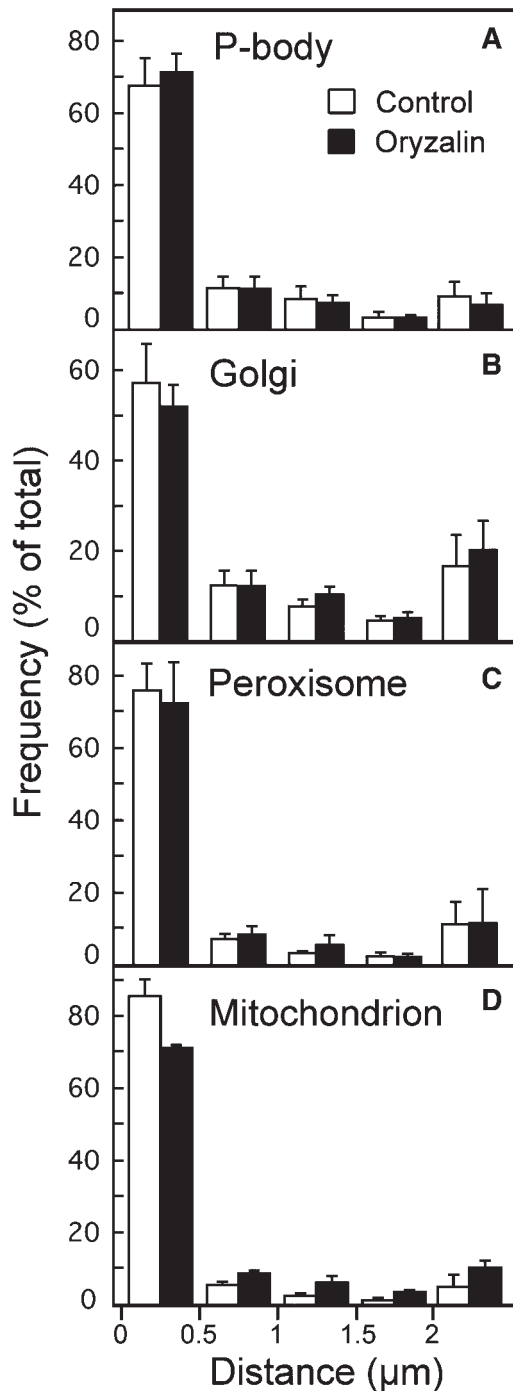 A
P-body
Control
Oryzalin
80
60
40
20
0
B
Golgi
60
40
20
0
C
Peroxisome
80
60
40
20
0
D
Mitochondrion
80
60
40
20
0
Frequency (% of total)
0 0.5 1 1.5 2
Distance (µm)